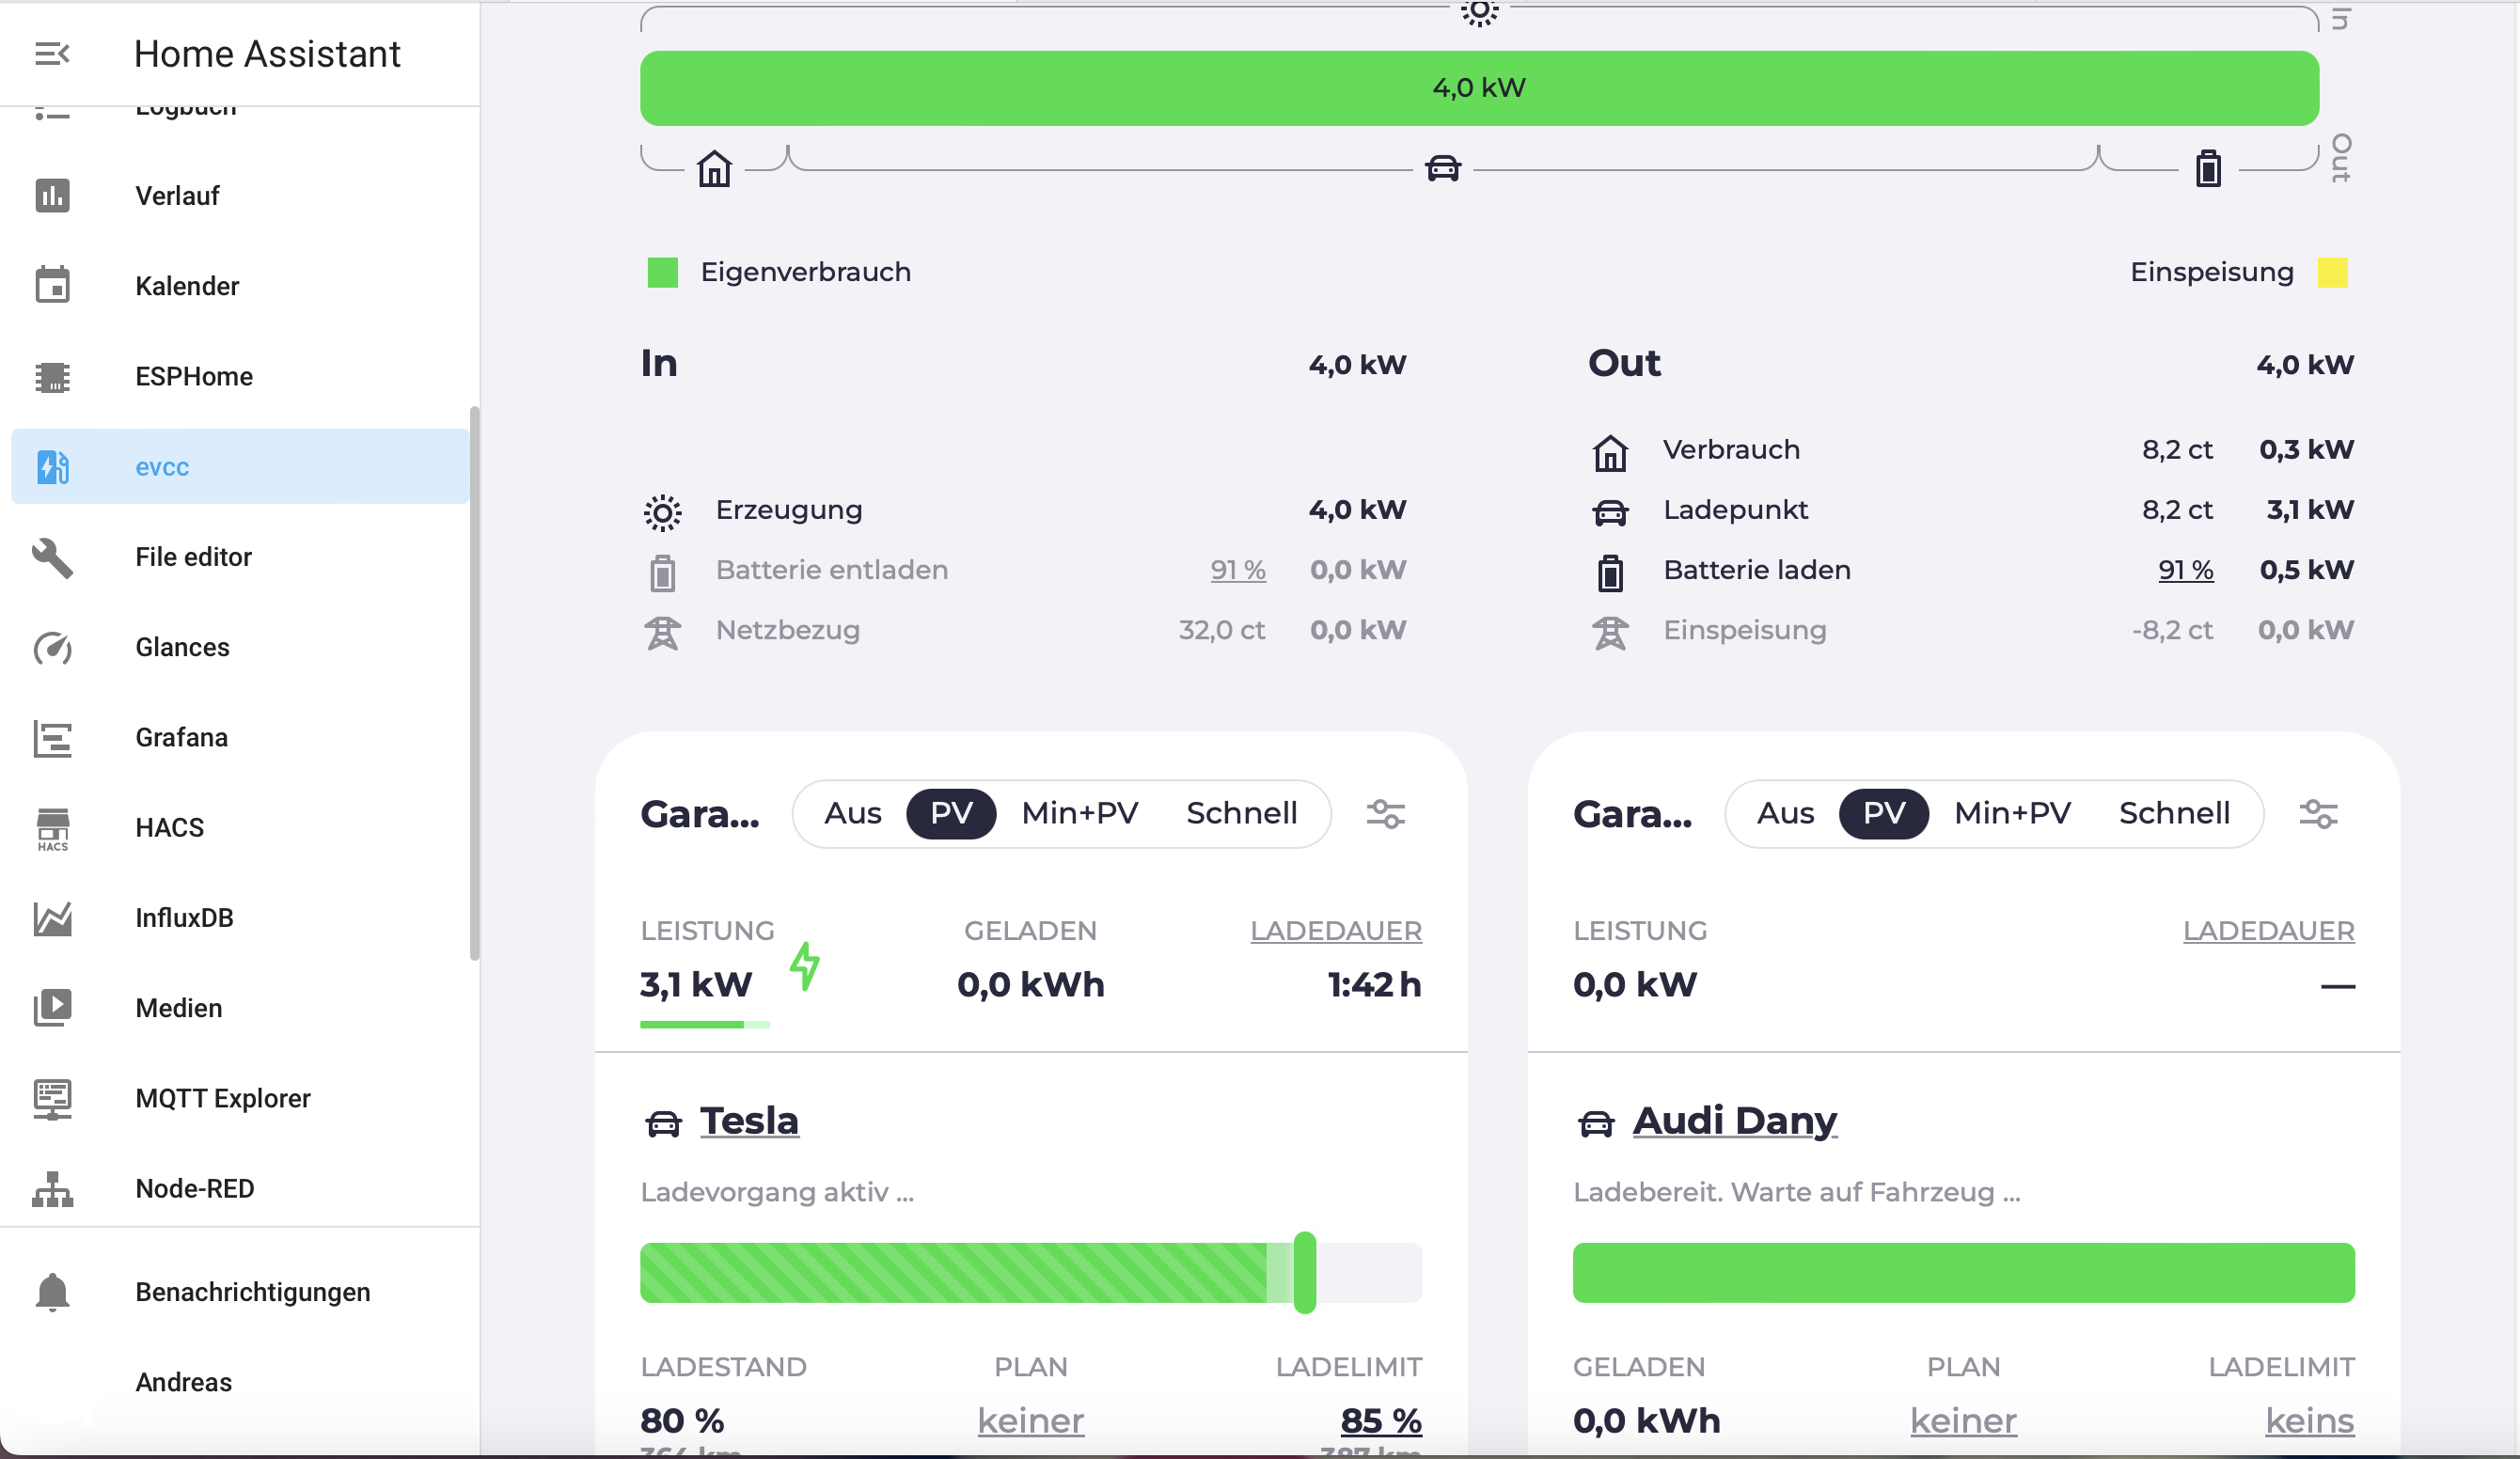 Home Assistant
Logbuch
Verlauf
Kalender
ESPHome
evcc
File editor
Glances
Grafana
HACS
HACS
InfluxDB
Medien
MQTT Explorer
Node-RED
Benachrichtigungen
Andreas
In
4,0 kW
Out
Eigenverbrauch
Einspeisung
In 4,0 kW
Erzeugung 4,0 kW
Batterie entladen 91 % 0,0 kW
Netzbezug 32,0 ct 0,0 kW
Out 4,0 kW
Verbrauch 8,2 ct 0,3 kW
Ladepunkt 8,2 ct 3,1 kW
Batterie laden 91 % 0,5 kW
Einspeisung -8,2 ct 0,0 kW
Gara... Aus PV Min+PV Schnell
LEISTUNG GELADEN LADEDAUER
3,1 kW 0,0 kWh 1:42 h
Tesla
Ladevorgang aktiv ...
LADESTAND PLAN LADELIMIT
80 % keiner 85 %
364 km 387 km
Gara... Aus PV Min+PV Schnell
LEISTUNG LADEDAUER
0,0 kW —
Audi Dany
Ladebereit. Warte auf Fahrzeug ...
GELADEN PLAN LADELIMIT
0,0 kWh keiner keins